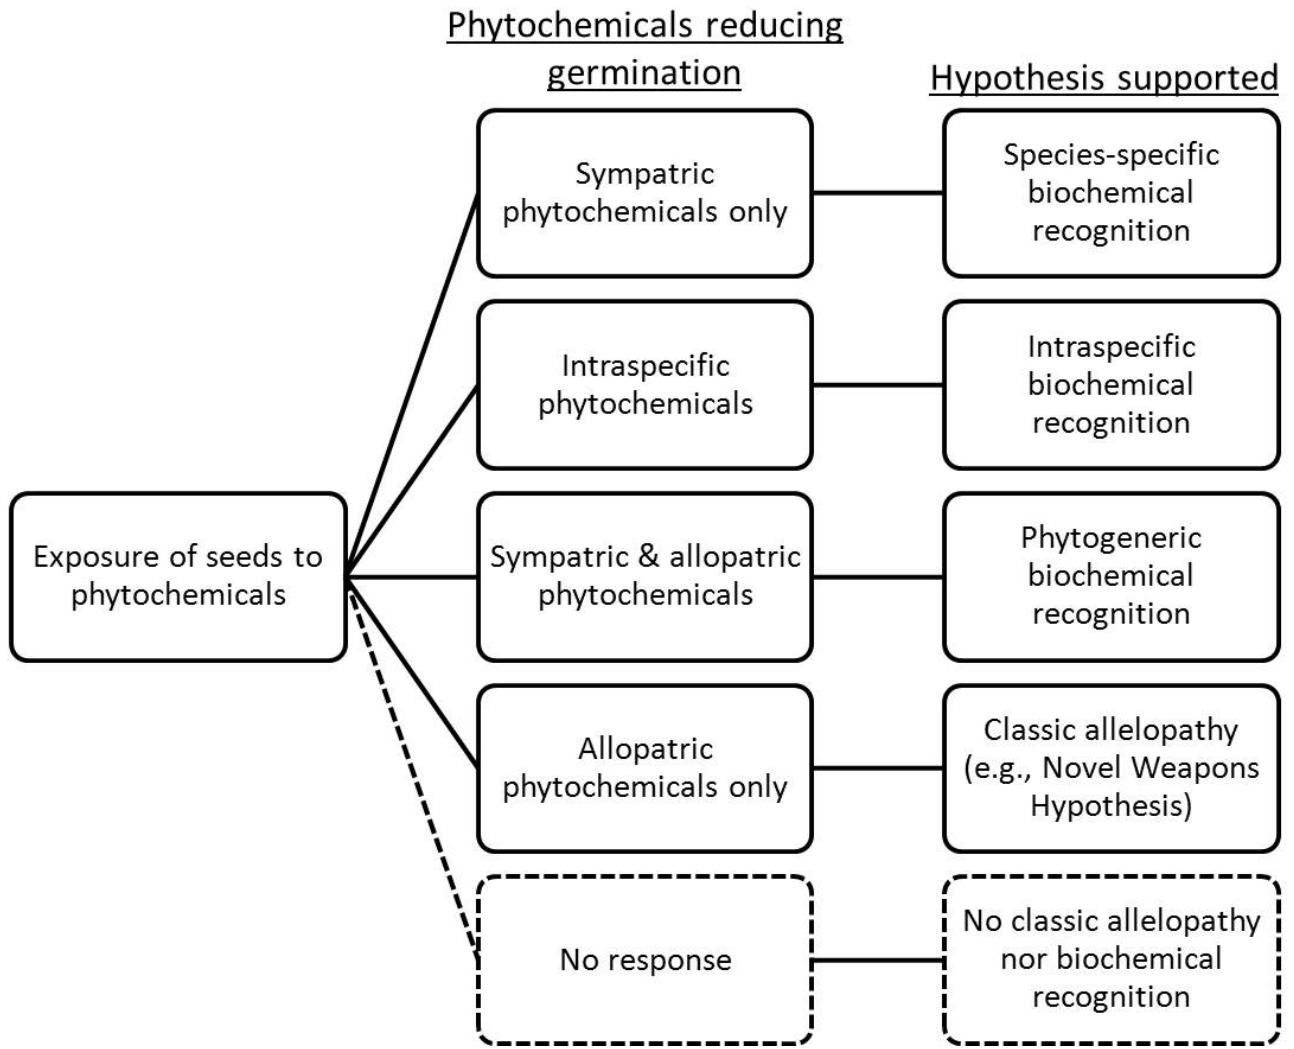 Phytochemicals reducing
germination
Hypothesis supported
Exposure of seeds to
phytochemicals
Sympatric
phytochemicals only
Species-specific
biochemical
recognition
Intraspecific
phytochemicals
Intraspecific
biochemical
recognition
Sympatric & allopatric
phytochemicals
Phytogeneric
biochemical
recognition
Allopatric
phytochemicals only
Classic allelopathy
(e.g., Novel Weapons
Hypothesis)
No response
No classic allelopathy
nor biochemical
recognition